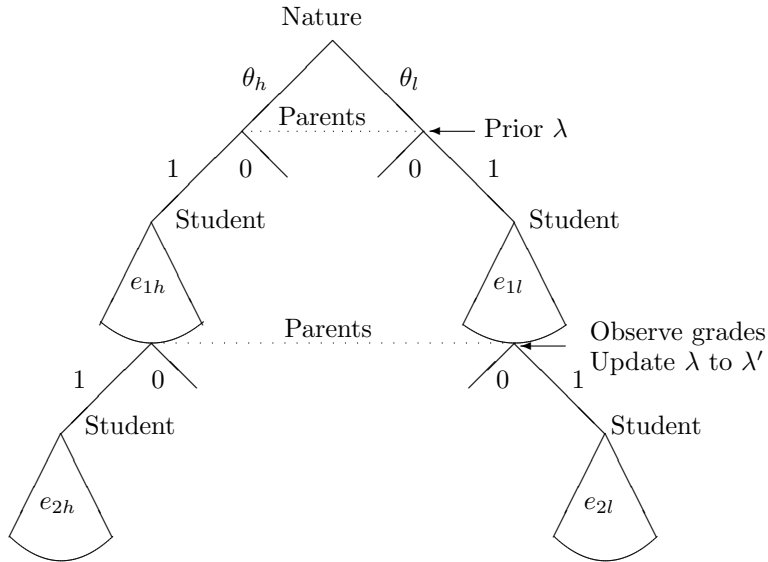 Nature
θ_h θ_l
Parents
Prior λ
1 0 0 1
Student Student
e_{1h} e_{1l}
Parents
Observe grades
Update λ to λ′
1 0 0 1
Student Student
e_{2h} e_{2l}